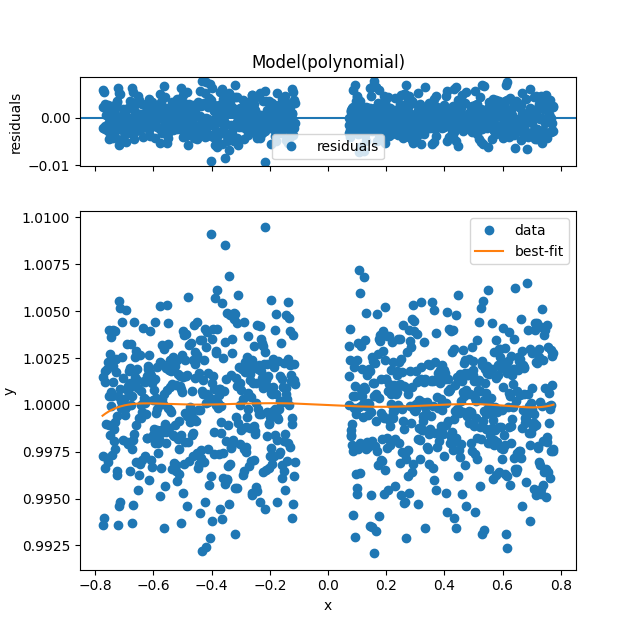 Model(polynomial)
residuals
0.00
−0.01
residuals
1.0100
1.0075
1.0050
1.0025
1.0000
0.9975
0.9950
0.9925
y
data
best-fit
−0.8 −0.6 −0.4 −0.2 0.0 0.2 0.4 0.6 0.8
x